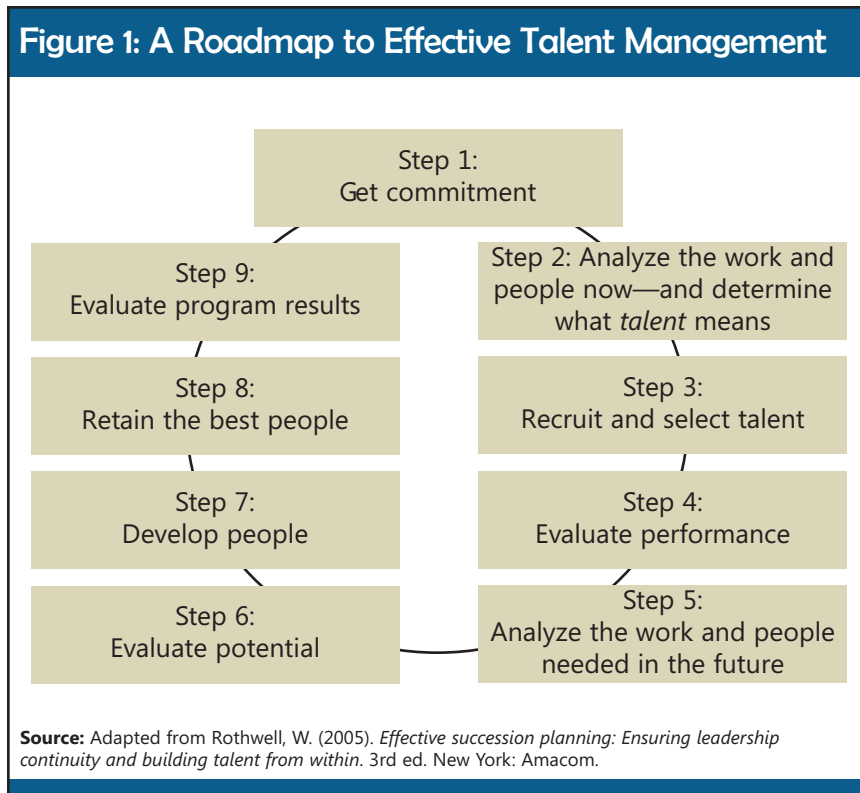 Figure 1: A Roadmap to Effective Talent Management
Step 1:
Get commitment
Step 2: Analyze the work and
people now—and determine
what talent means
Step 3:
Recruit and select talent
Step 4:
Evaluate performance
Step 5:
Analyze the work and people
needed in the future
Step 6:
Evaluate potential
Step 7:
Develop people
Step 8:
Retain the best people
Step 9:
Evaluate program results
Source: Adapted from Rothwell, W. (2005). Effective succession planning: Ensuring leadership
continuity and building talent from within. 3rd ed. New York: Amacom.